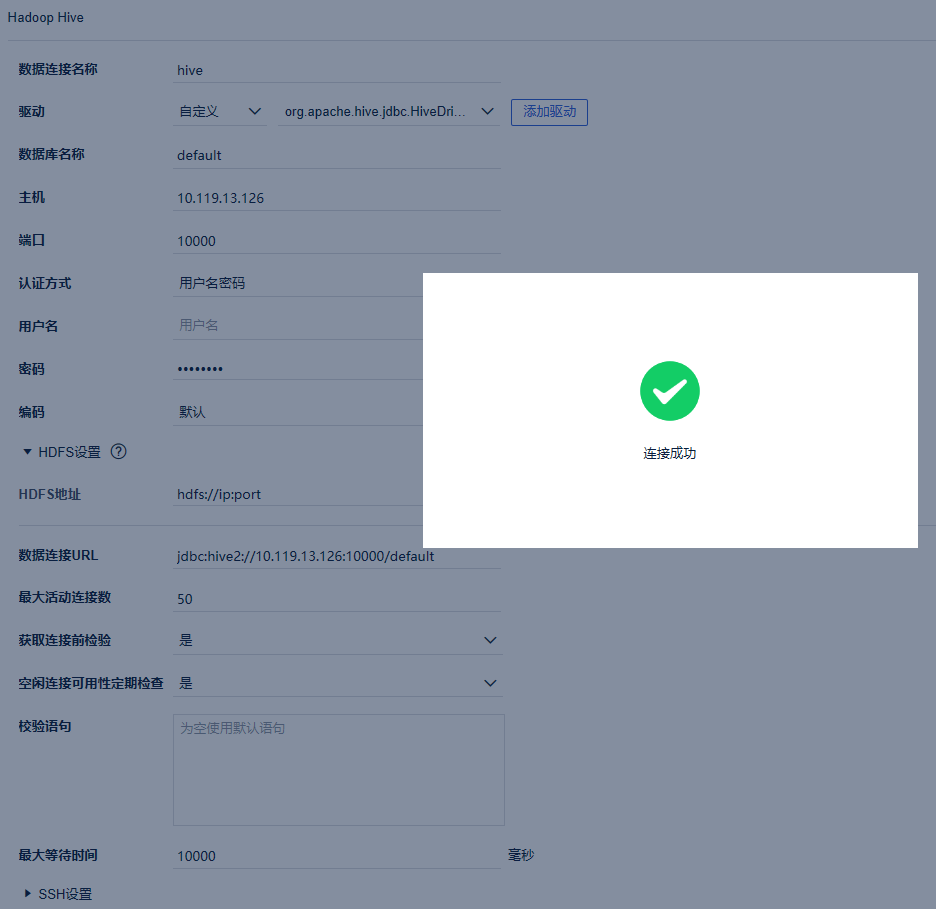 Hadoop Hive
数据连接名称 hive
驱动 自定义 org.apache.hive.jdbc.HiveDri... 添加驱动
数据库名称 default
主机 10.119.13.126
端口 10000
认证方式 用户名密码
用户名 用户名
密码 ••••••••
编码 默认
连接成功
HDFS设置 ?
HDFS地址 hdfs://ip:port
数据连接URL jdbc:hive2://10.119.13.126:10000/default
最大活动连接数 50
获取连接前检验 是
空闲连接可用性定期检查 是
校验语句 为空使用默认语句
最大等待时间 10000 毫秒
SSH设置